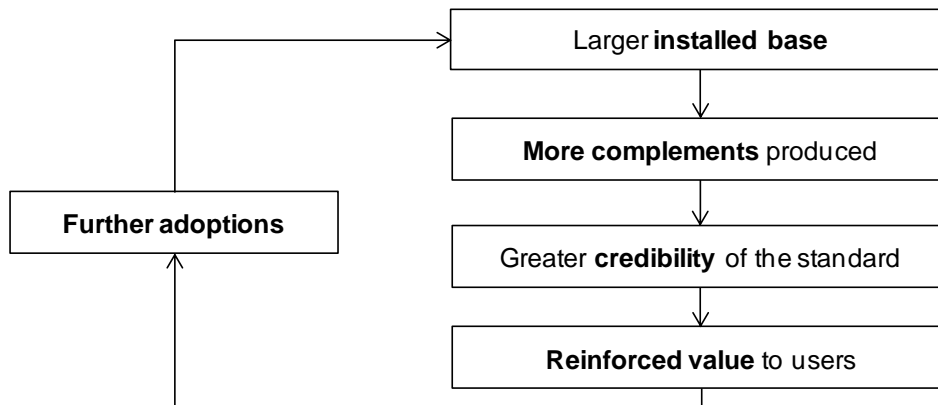 Larger installed base
More complements produced
Further adoptions
Greater credibility of the standard
Reinforced value to users